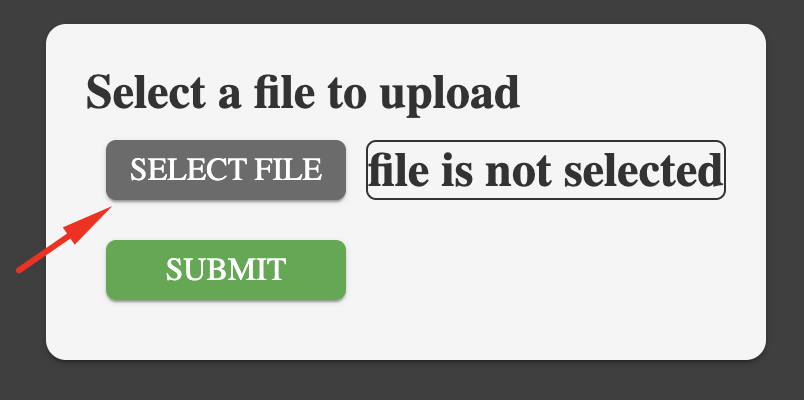 Select a file to upload
SELECT FILE
file is not selected
SUBMIT